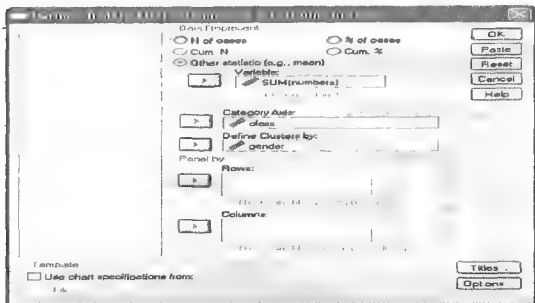 Bars Represent
N of cases
% of cases
Cum. N
Cum. %
Other statistic (e.g., mean)
Variable:
SUM(numbers)
Category Axis:
class
Define Clusters by:
gender
Panel by
Rows:
Columns:
Template
Use chart specifications from:
OK
Paste
Reset
Cancel
Help
Titles...
Options